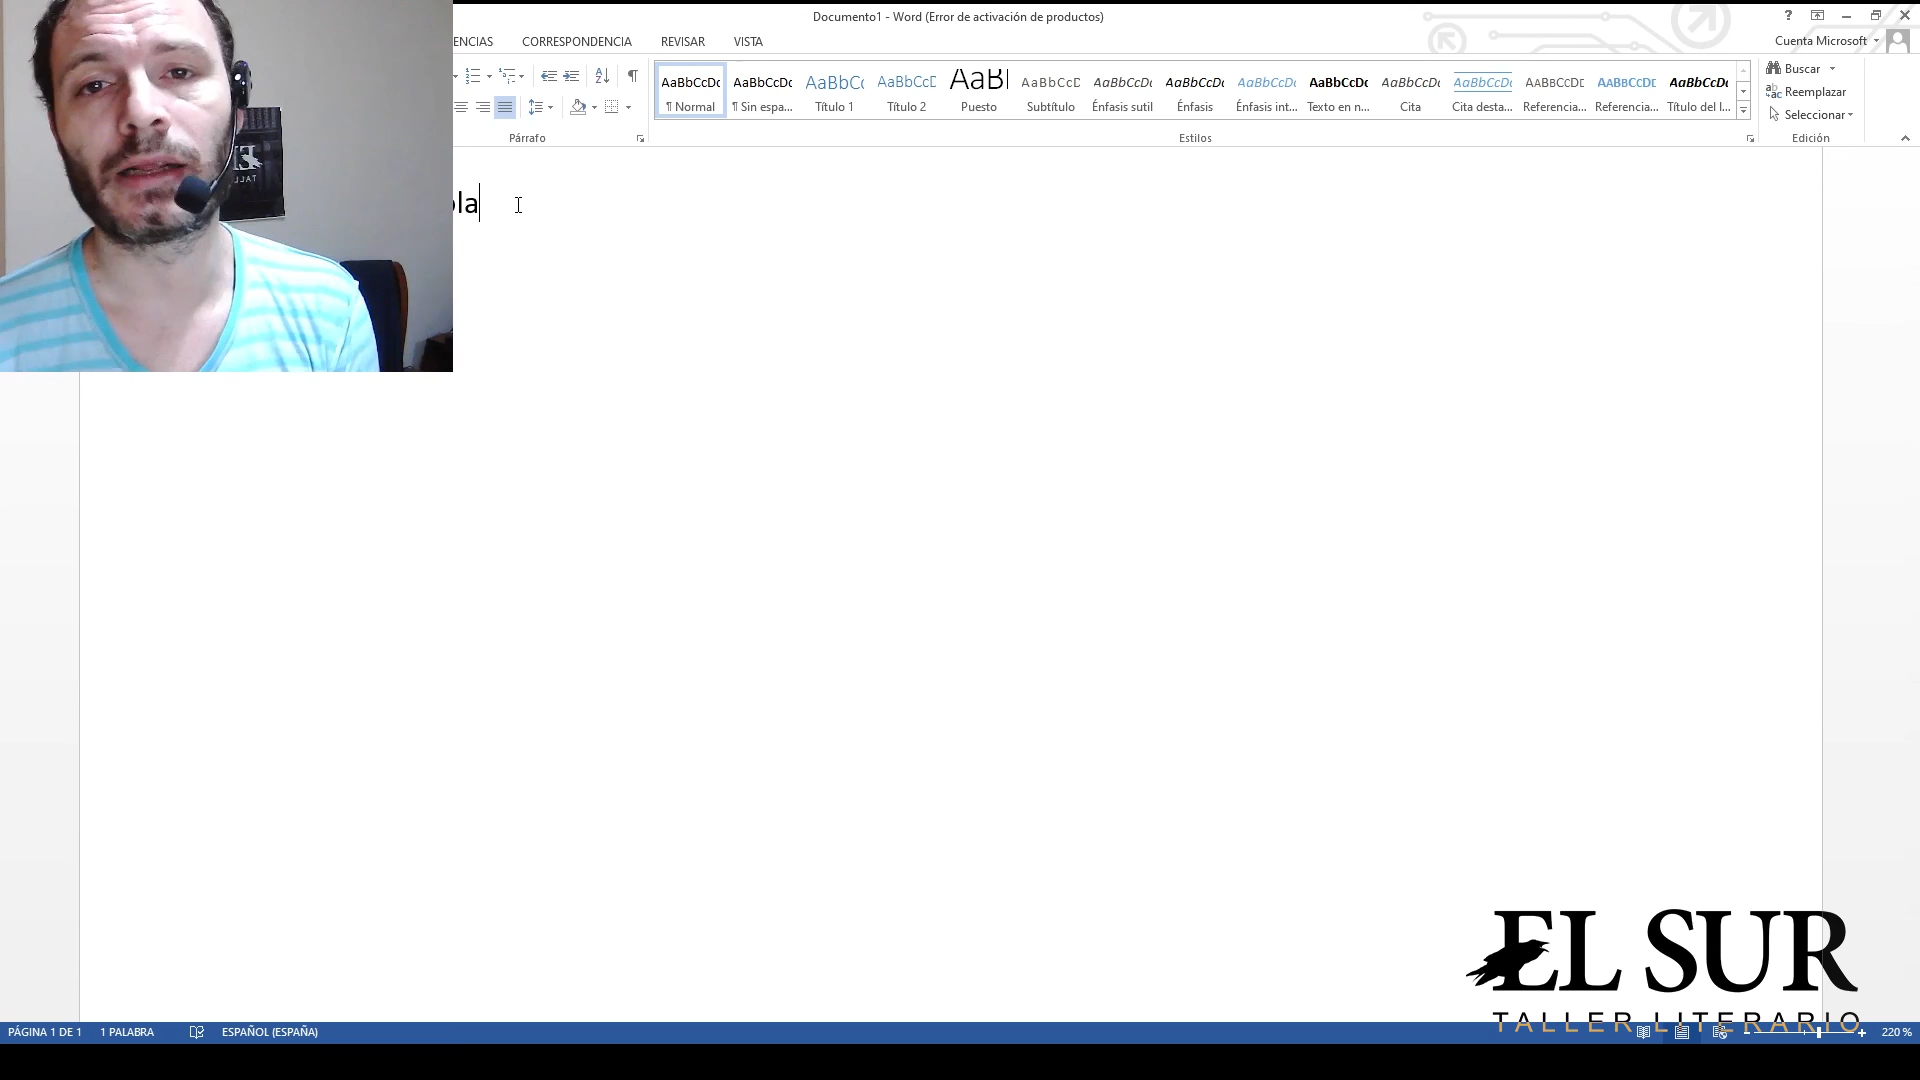 Documento1 - Word (Error de activación de productos)
ENCIAS CORRESPONDENCIA REVISAR VISTA
Cuenta Microsoft
AaBbCcDc AaBbCcDc AaBbC AaBbCcD AaB AaBbCcD AaBbCcDc AaBbCcDc AaBbCcDc AaBbCcDc AaBbCcDc AaBbCcDc AABBCCDE AABBCCDE AaBbCcDc
¶ Normal ¶ Sin espa... Título 1 Título 2 Puesto Subtítulo Énfasis sutil Énfasis Énfasis int... Texto en n... Cita Cita desta... Referencia... Referencia... Título del l...
Buscar
Reemplazar
Seleccionar
Párrafo Estilos Edición
ola
EL SUR
TALLER LITERARIO
PÁGINA 1 DE 1 1 PALABRA ESPAÑOL (ESPAÑA) 220 %